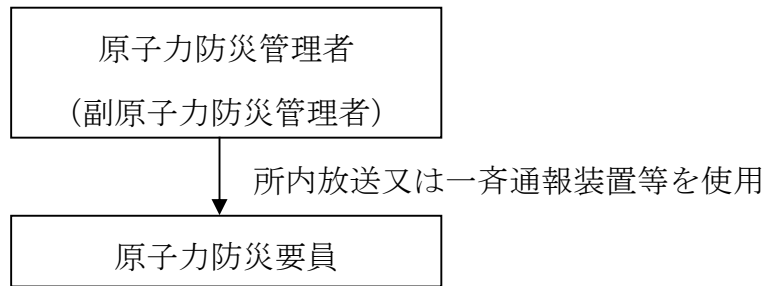 原子力防災管理者
（副原子力防災管理者）
所内放送又は一斉通報装置等を使用
原子力防災要員